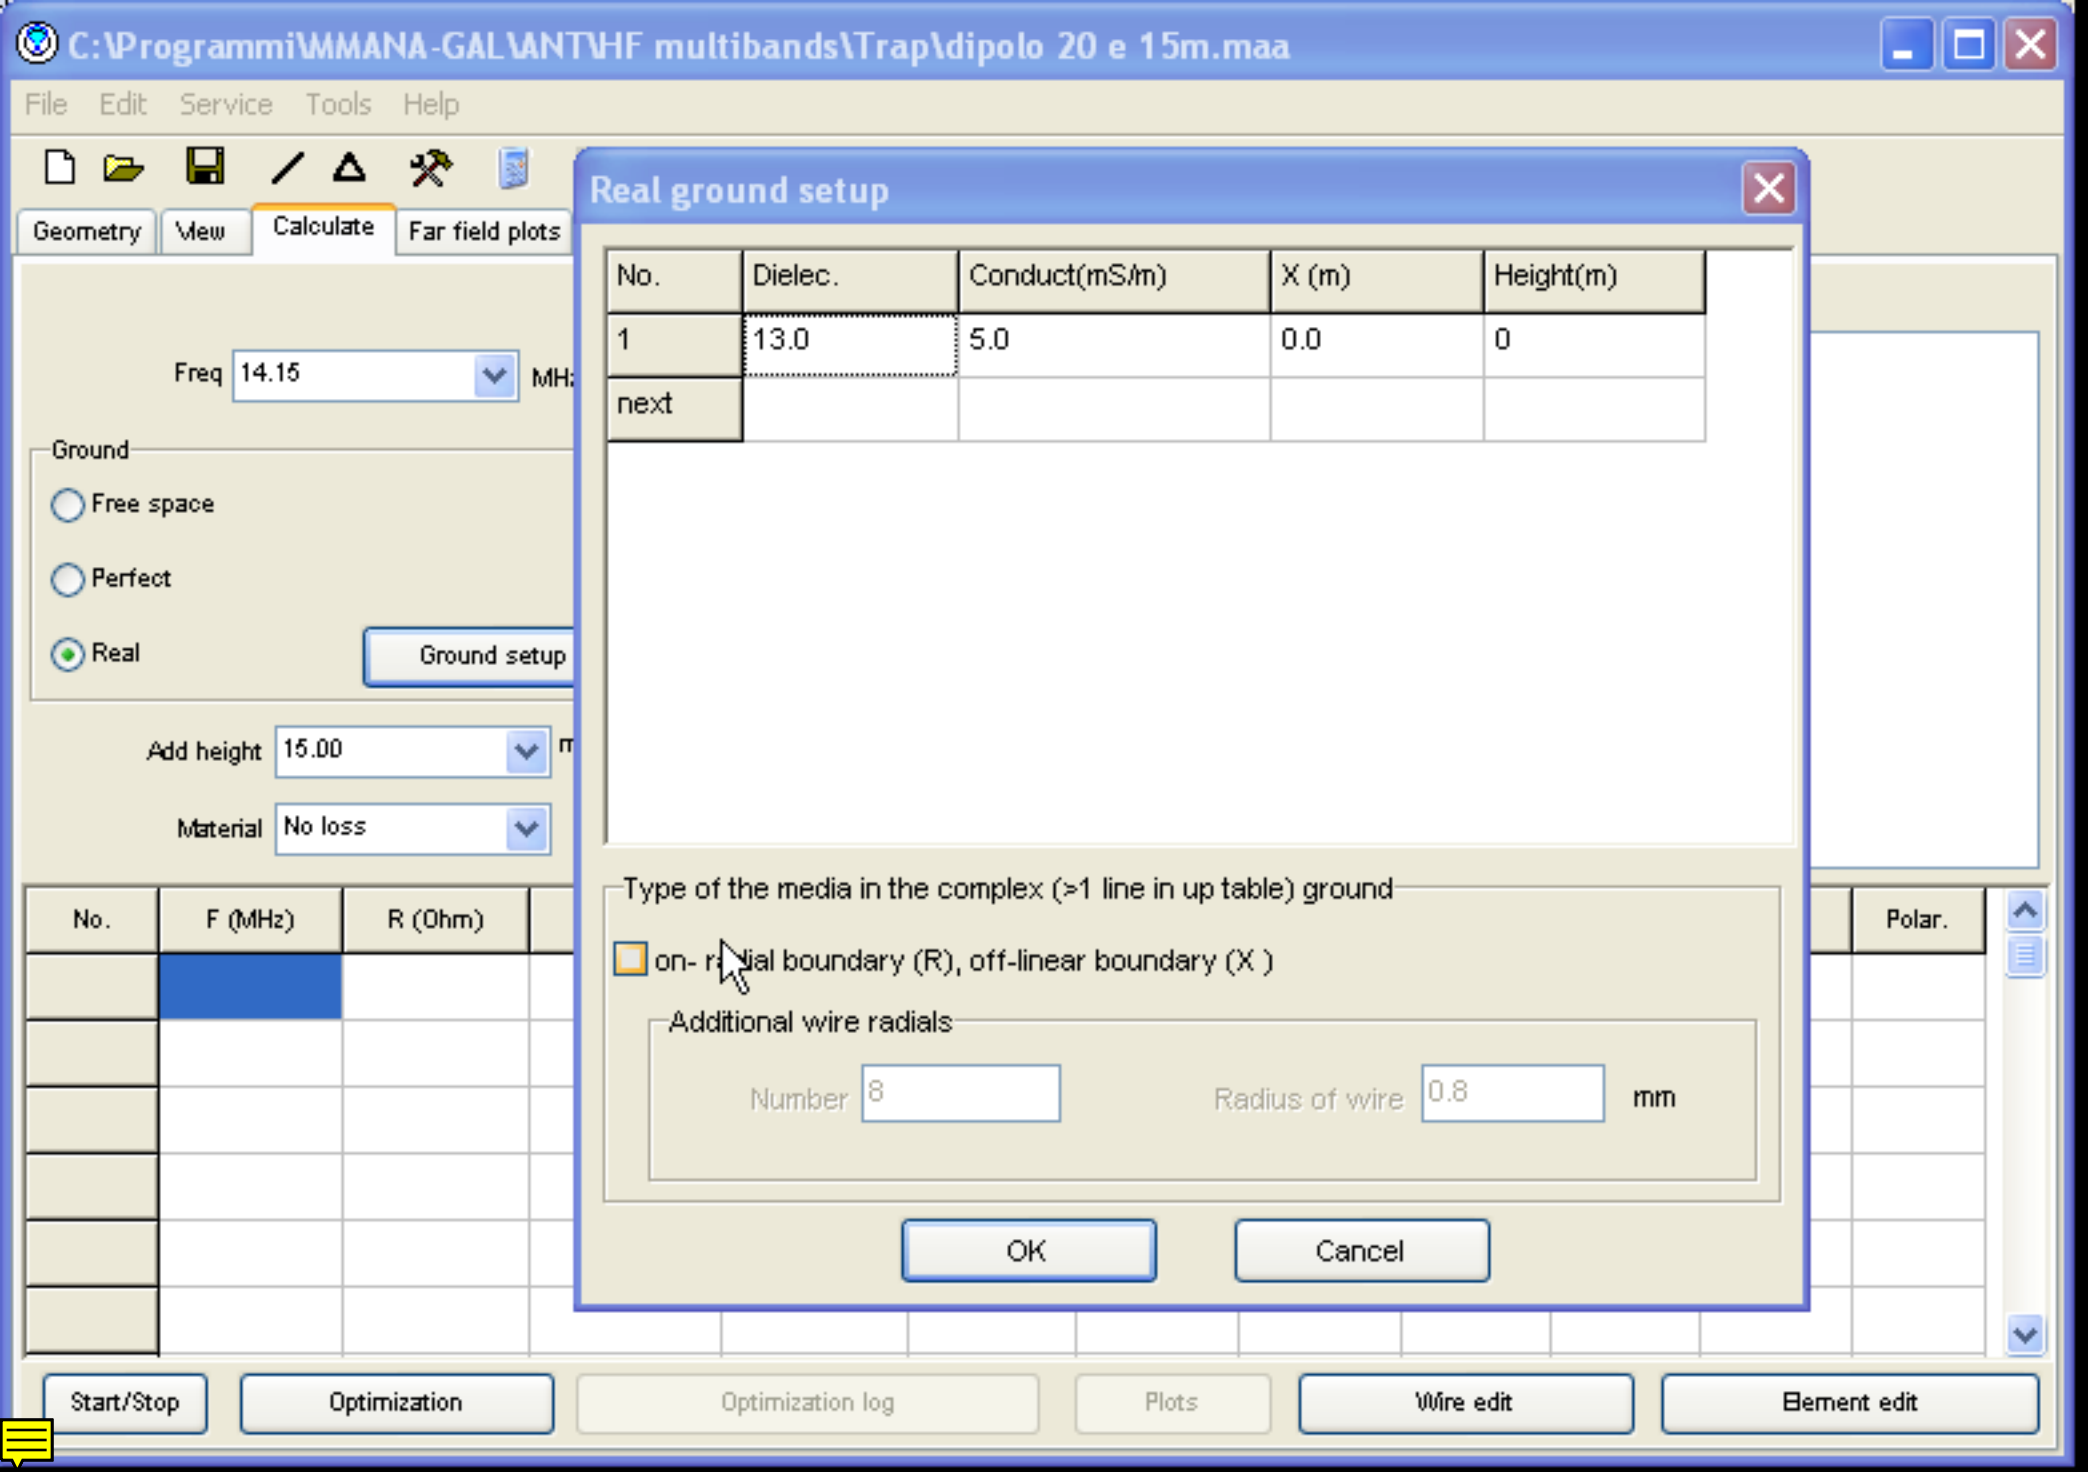 C:\Programmi\MMANA-GAL\ANT\HF multibands\Trap\dipolo 20 e 15m.maa
File Edit Service Tools Help
Real ground setup
Geometry View Calculate Far field plots
No. Dielec. Conduct(mS/m) X (m) Height(m)
1 13.0 5.0 0.0 0
next
Freq 14.15
Ground
Free space
Perfect
Real Ground setup
Add height 15.00 m
Material No loss
Type of the media in the complex (>1 line in up table) ground
on- radial boundary (R), off-linear boundary (X )
Additional wire radials
Number 8 Radius of wire 0.8 mm
OK Cancel
No. F (MHz) R (Ohm) Polar.
Start/Stop Optimization Optimization log Plots Wire edit Element edit